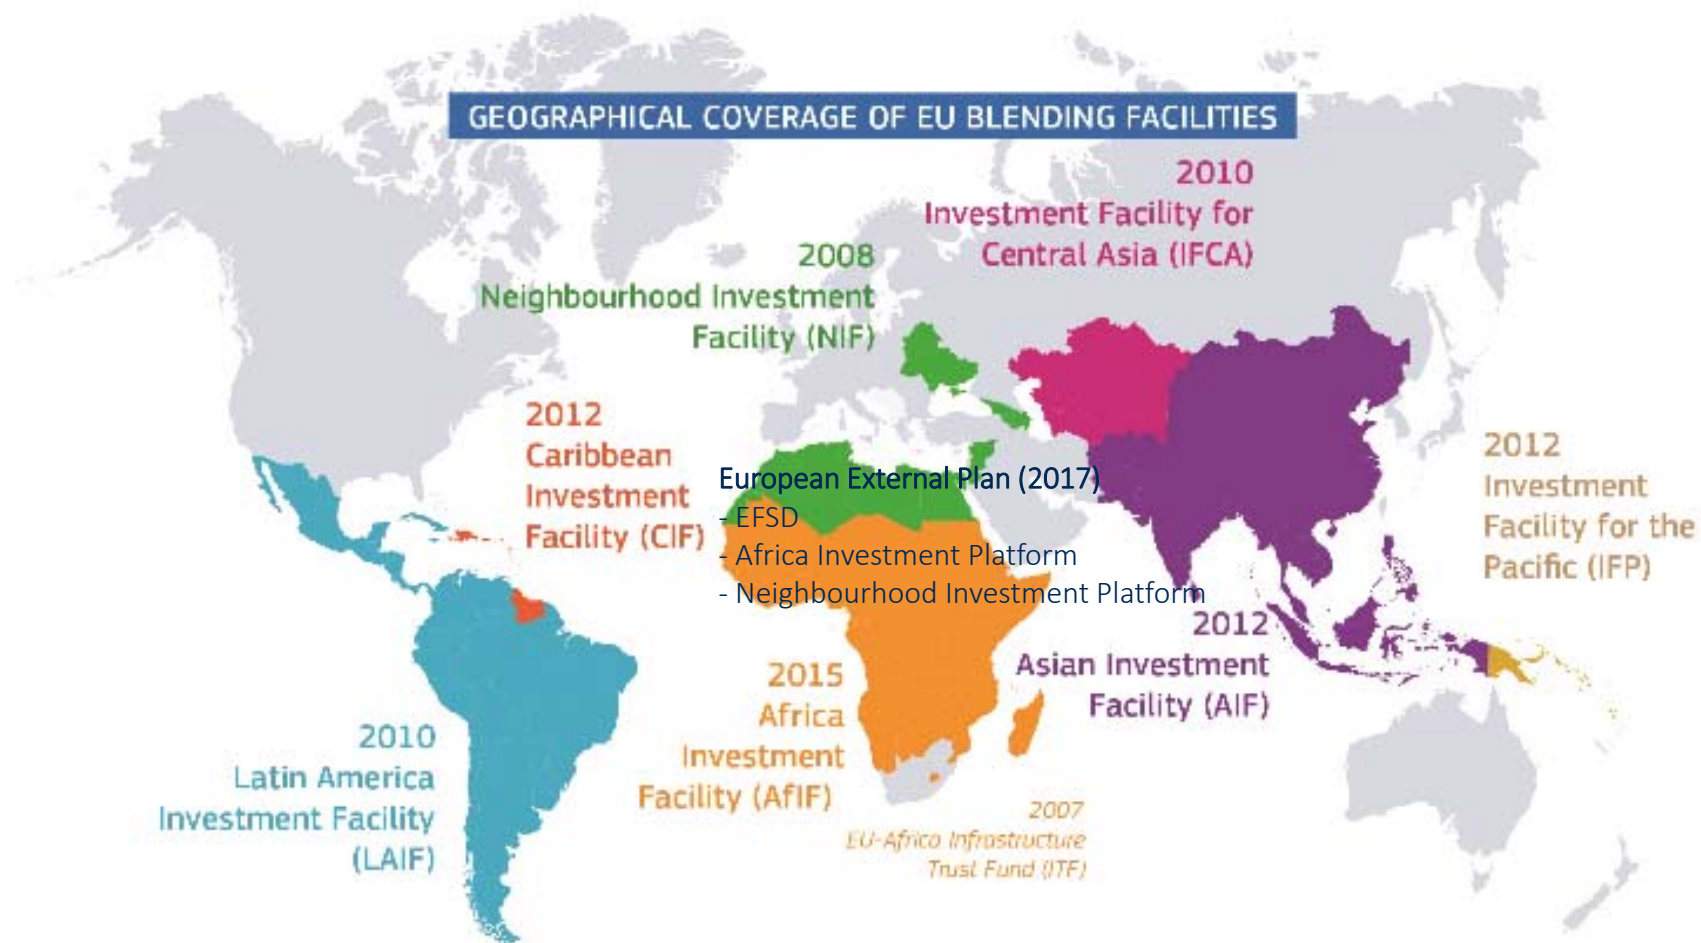 GEOGRAPHICAL COVERAGE OF EU BLENDING FACILITIES
2010
Investment Facility for
Central Asia (IFCA)
2008
Neighbourhood Investment
Facility (NIF)
2012
Caribbean
Investment
Facility (CIF)
European External Plan (2017)
- EFSD
- Africa Investment Platform
- Neighbourhood Investment Platform
2012
Investment
Facility for the
Pacific (IFP)
2012
Asian Investment
Facility (AIF)
2015
Africa
Investment
Facility (AfIF)
2010
Latin America
Investment Facility
(LAIF)
2007
EU-Africa Infrastructure
Trust Fund (ITF)